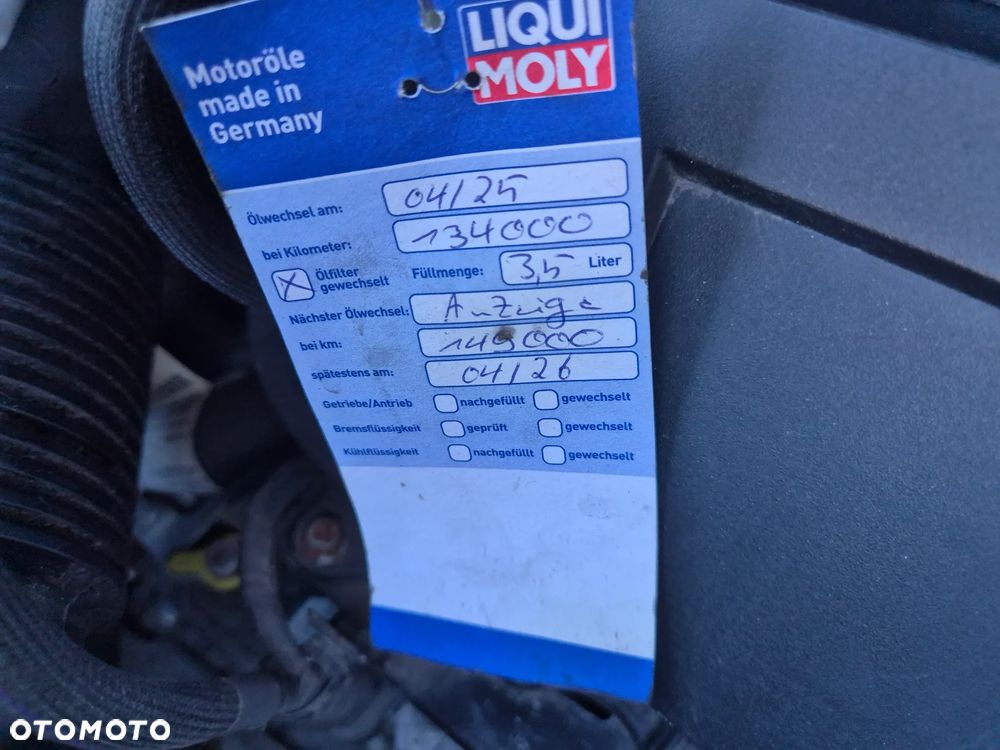 LIQUI
MOLY
Motoröle
made in
Germany
Ölwechsel am: 04/25
bei Kilometer: 134000
X Ölfilter gewechselt Füllmenge: 3,5 Liter
Nächster Ölwechsel: Anzeige
bei km: 149000
spätestens am: 04/26
Getriebe/Antrieb nachgefüllt gewechselt
Bremsflüssigkeit geprüft gewechselt
Kühlflüssigkeit nachgefüllt gewechselt
OTOMOTO